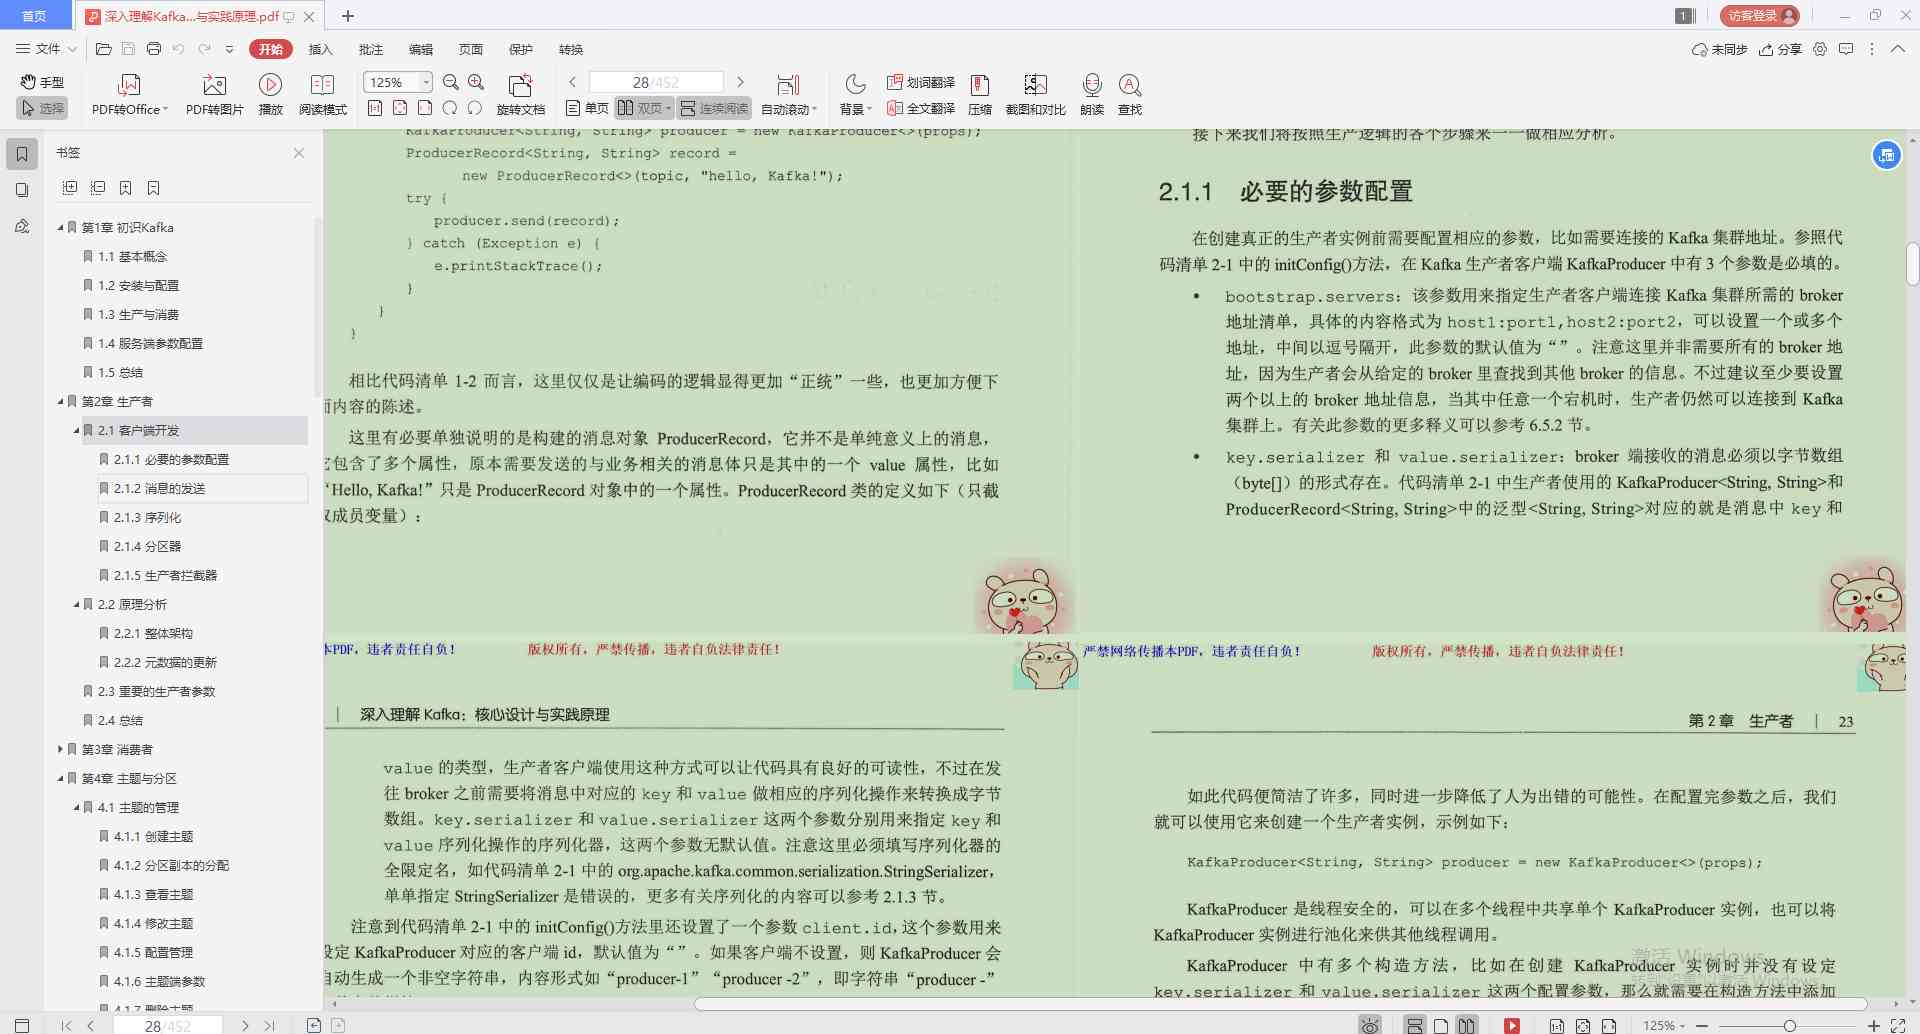 首页
深入理解Kafka...与实践原理.pdf
1
访客登录
文件
开始
插入
批注
编辑
页面
保护
转换
未同步
分享
手型
选择
PDF转Office
PDF转图片
播放
阅读模式
125%
旋转文档
28/452
单页
双页
连续阅读
自动滚动
背景
划词翻译
全文翻译
压缩
截图和对比
朗读
查找
书签
第1章 初识Kafka
1.1 基本概念
1.2 安装与配置
1.3 生产与消费
1.4 服务端参数配置
1.5 总结
第2章 生产者
2.1 客户端开发
2.1.1 必要的参数配置
2.1.2 消息的发送
2.1.3 序列化
2.1.4 分区器
2.1.5 生产者拦截器
2.2 原理分析
2.2.1 整体架构
2.2.2 元数据的更新
2.3 重要的生产者参数
2.4 总结
第3章 消费者
第4章 主题与分区
4.1 主题的管理
4.1.1 创建主题
4.1.2 分区副本的分配
4.1.3 查看主题
4.1.4 修改主题
4.1.5 配置管理
4.1.6 主题端参数
4.1.7 删除主题
KafkaProducer<String, String> producer = new KafkaProducer<>(props);
ProducerRecord<String, String> record =
new ProducerRecord<>(topic, "hello, Kafka!");
try {
producer.send(record);
} catch (Exception e) {
e.printStackTrace();
}
}
}
相比代码清单 1-2 而言，这里仅仅是让编码的逻辑显得更加“正统”一些，也更加方便下
面内容的陈述。
这里有必要单独说明的是构建的消息对象 ProducerRecord，它并不是单纯意义上的消息，
它包含了多个属性，原本需要发送的与业务相关的消息体只是其中的一个 value 属性，比如
“Hello, Kafka!”只是 ProducerRecord 对象中的一个属性。ProducerRecord 类的定义如下（只截
取成员变量）：
接下来我们将按照生产逻辑的各个步骤来一一做相应分析。
2.1.1 必要的参数配置
在创建真正的生产者实例前需要配置相应的参数，比如需要连接的 Kafka 集群地址。参照代
码清单 2-1 中的 initConfig()方法，在 Kafka 生产者客户端 KafkaProducer 中有 3 个参数是必填的。
• bootstrap.servers：该参数用来指定生产者客户端连接 Kafka 集群所需的 broker
地址清单，具体的内容格式为 host1:port1,host2:port2，可以设置一个或多个
地址，中间以逗号隔开，此参数的默认值为“”。注意这里并非需要所有的 broker 地
址，因为生产者会从给定的 broker 里查找到其他 broker 的信息。不过建议至少要设置
两个以上的 broker 地址信息，当其中任意一个宕机时，生产者仍然可以连接到 Kafka
集群上。有关此参数的更多释义可以参考 6.5.2 节。
• key.serializer 和 value.serializer：broker 端接收的消息必须以字节数组
（byte[]）的形式存在。代码清单 2-1 中生产者使用的 KafkaProducer<String, String>和
ProducerRecord<String, String>中的泛型<String, String>对应的就是消息中 key 和
本PDF，违者责任自负！
版权所有，严禁传播，违者自负法律责任！
严禁网络传播本PDF，违者责任自负！
版权所有，严禁传播，违者自负法律责任！
| 深入理解 Kafka：核心设计与实践原理
value 的类型，生产者客户端使用这种方式可以让代码具有良好的可读性，不过在发
往 broker 之前需要将消息中对应的 key 和 value 做相应的序列化操作来转换成字节
数组。key.serializer 和 value.serializer 这两个参数分别用来指定 key 和
value 序列化操作的序列化器，这两个参数无默认值。注意这里必须填写序列化器的
全限定名，如代码清单 2-1 中的 org.apache.kafka.common.serialization.StringSerializer，
单单指定 StringSerializer 是错误的，更多有关序列化的内容可以参考 2.1.3 节。
注意到代码清单 2-1 中的 initConfig()方法里还设置了一个参数 client.id，这个参数用来
设定 KafkaProducer 对应的客户端 id，默认值为“”。如果客户端不设置，则 KafkaProducer 会
自动生成一个非空字符串，内容形式如“producer-1”“producer -2”，即字符串“producer -”
第 2 章 生产者 | 23
如此代码便简洁了许多，同时进一步降低了人为出错的可能性。在配置完参数之后，我们
就可以使用它来创建一个生产者实例，示例如下：
KafkaProducer<String, String> producer = new KafkaProducer<>(props);
KafkaProducer 是线程安全的，可以在多个线程中共享单个 KafkaProducer 实例，也可以将
KafkaProducer 实例进行池化来供其他线程调用。
KafkaProducer 中有多个构造方法，比如在创建 KafkaProducer 实例时并没有设定
key.serializer 和 value.serializer 这两个配置参数，那么就需要在构造方法中添加
激活 Windows
28/452
125%